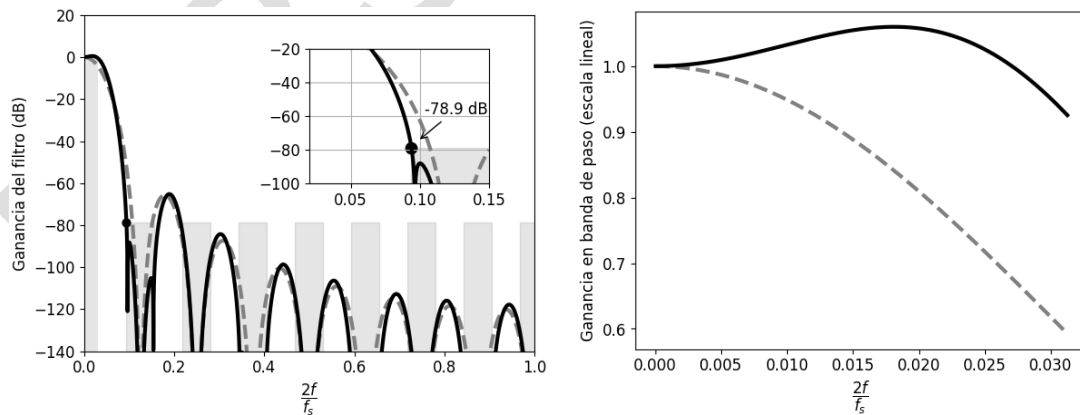 20
0
−20
−40
−60
−80
−100
−120
−140
0.0 0.2 0.4 0.6 0.8 1.0
Ganancia del filtro (dB)
2f
f_s
−20
−40
−60
−80
−100
0.05 0.10 0.15
-78.9 dB
1.0
0.9
0.8
0.7
0.6
0.000 0.005 0.010 0.015 0.020 0.025 0.030
Ganancia en banda de paso (escala lineal)
2f
f_s